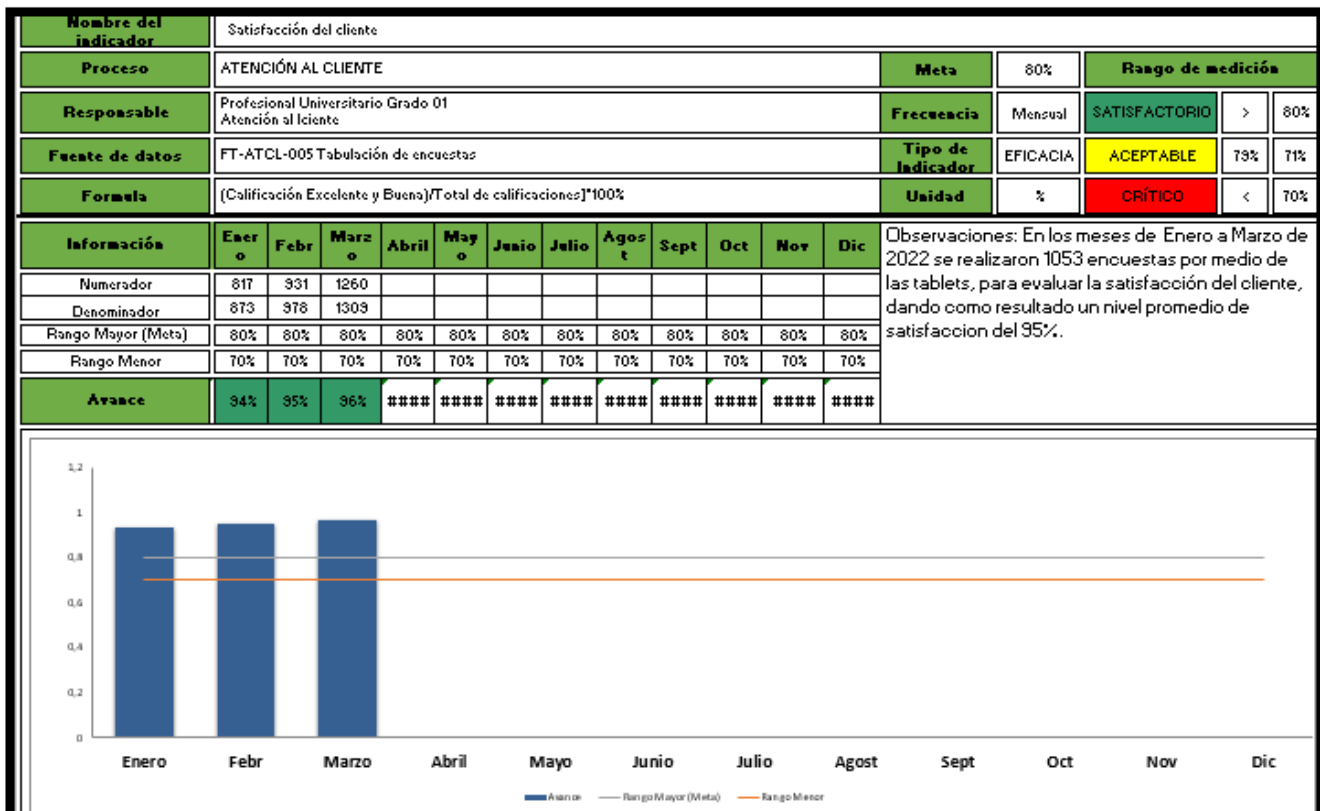 Nombre del indicador
Satisfacción del cliente
Proceso
ATENCIÓN AL CLIENTE
Meta
80%
Rango de medición
Responsable
Profesional Universitario Grado 01
Atención al lciente
Frecuencia
Mensual
SATISFACTORIO > 80%
Fuente de datos
FT-ATCL-005 Tabulación de encuestas
Tipo de Indicador
EFICACIA
ACEPTABLE 79% 71%
Formula
(Calificación Excelente y Buena)/Total de calificaciones]*100%
Unidad
%
CRÍTICO < 70%
Información Enero Febr Marzo Abril Mayo Junio Julio Agost Sept Oct Nov Dic
Numerador 817 931 1260
Denominador 873 978 1309
Rango Mayor (Meta) 80% 80% 80% 80% 80% 80% 80% 80% 80% 80% 80% 80%
Rango Menor 70% 70% 70% 70% 70% 70% 70% 70% 70% 70% 70% 70%
Avance 94% 95% 96% #### #### #### #### #### #### #### #### ####
Observaciones: En los meses de Enero a Marzo de
2022 se realizaron 1053 encuestas por medio de
las tablets, para evaluar la satisfacción del cliente,
dando como resultado un nivel promedio de
satisfaccion del 95%.
1,2
1
0,8
0,6
0,4
0,2
0
Enero Febr Marzo Abril Mayo Junio Julio Agost Sept Oct Nov Dic
Avance Rango Mayor (Meta) Rango Menor